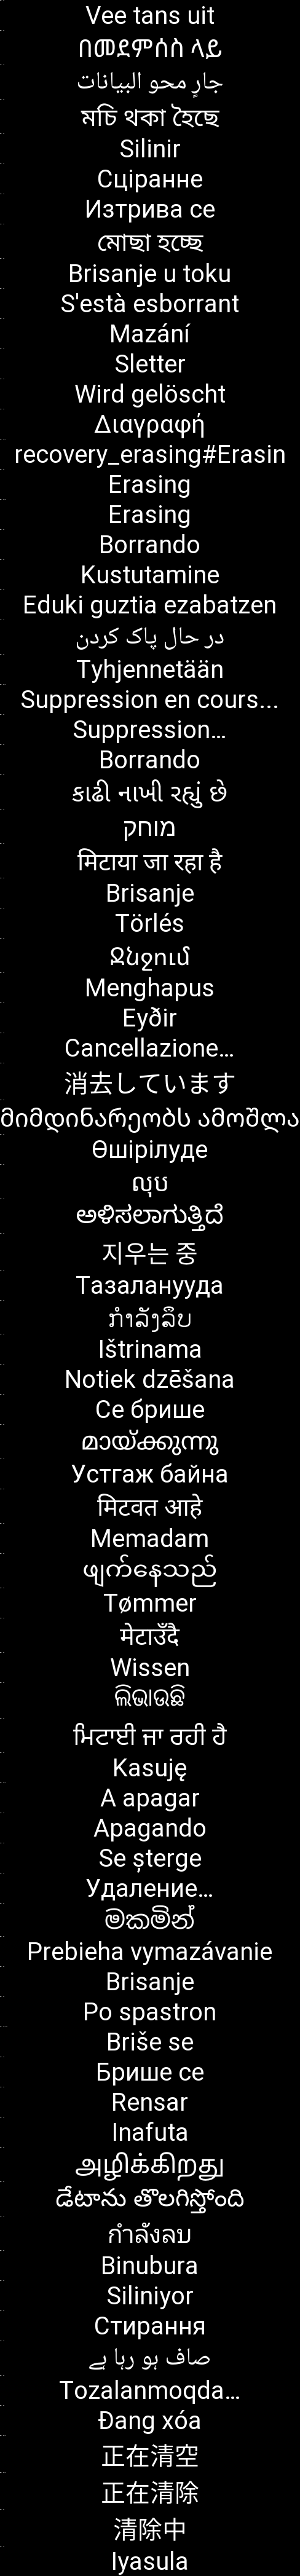 Vee tans uit
በመደምሰስ ላይ
جارٍ محو البيانات
মচি থকা হৈছে
Silinir
Сціранне
Изтрива се
মোছা হচ্ছে
Brisanje u toku
S'està esborrant
Mazání
Sletter
Wird gelöscht
Διαγραφή
recovery_erasing#Erasin
Erasing
Erasing
Borrando
Kustutamine
Eduki guztia ezabatzen
در حال پاک کردن
Tyhjennetään
Suppression en cours...
Suppression…
Borrando
કાઢી નાખી રહ્યું છે
מוחק
मिटाया जा रहा है
Brisanje
Törlés
Ջնջում
Menghapus
Eyðir
Cancellazione…
消去しています
მიმდინარეობს ამოშლა
Өшірілуде
លុប
ಅಳಿಸಲಾಗುತ್ತಿದೆ
지우는 중
Тазаланууда
ກຳລັງລຶບ
Ištrinama
Notiek dzēšana
Се брише
മായ്ക്കുന്നു
Устгаж байна
मिटवत आहे
Memadam
ဖျက်နေသည်
Tømmer
मेटाउँदै
Wissen
ଲିଭାଉଛି
ਮਿਟਾਈ ਜਾ ਰਹੀ ਹੈ
Kasuję
A apagar
Apagando
Se șterge
Удаление…
මකමින්
Prebieha vymazávanie
Brisanje
Po spastron
Briše se
Брише се
Rensar
Inafuta
அழிக்கிறது
డేటాను తొలగిస్తోంది
กำลังลบ
Binubura
Siliniyor
Стирання
صاف ہو رہا ہے
Tozalanmoqda…
Đang xóa
正在清空
正在清除
清除中
Iyasula